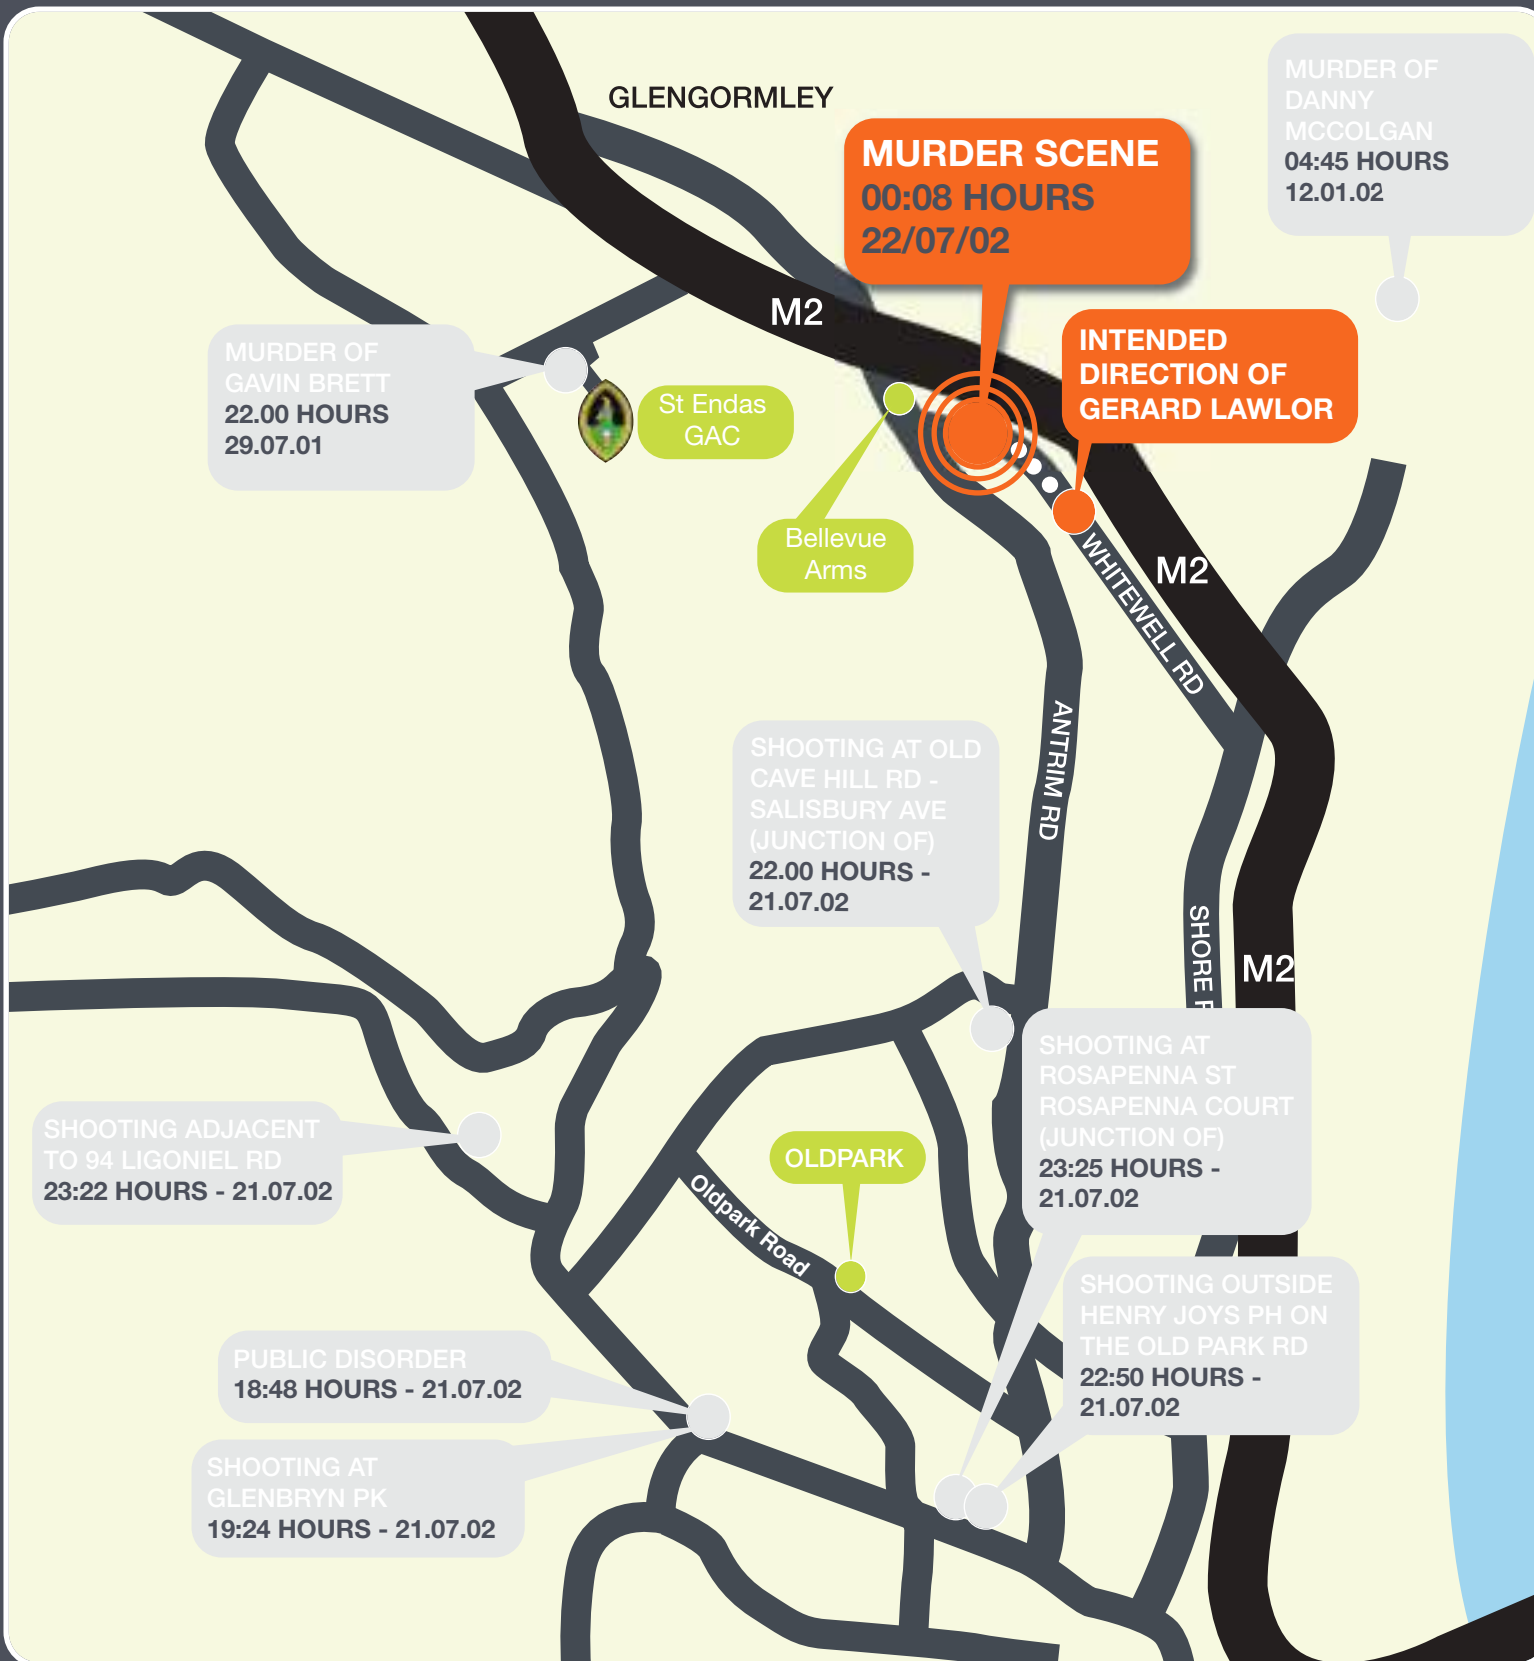 GLENGORMLEY
MURDER OF
DANNY
MCCOLGAN
04:45 HOURS
12.01.02
MURDER SCENE
00:08 HOURS
22/07/02
M2
INTENDED
DIRECTION OF
GERARD LAWLOR
MURDER OF
GAVIN BRETT
22.00 HOURS
29.07.01
St Endas
GAC
Bellevue
Arms
M2
WHITEWELL RD
ANTRIM RD
SHOOTING AT OLD
CAVE HILL RD -
SALISBURY AVE
(JUNCTION OF)
22.00 HOURS -
21.07.02
SHORE
M2
SHOOTING AT
ROSAPENNA ST
ROSAPENNA COURT
(JUNCTION OF)
23:25 HOURS -
21.07.02
SHOOTING ADJACENT
TO 94 LIGONIEL RD
23:22 HOURS - 21.07.02
OLDPARK
Oldpark Road
SHOOTING OUTSIDE
HENRY JOYS PH ON
THE OLD PARK RD
22:50 HOURS -
21.07.02
PUBLIC DISORDER
18:48 HOURS - 21.07.02
SHOOTING AT
GLENBRYN PK
19:24 HOURS - 21.07.02